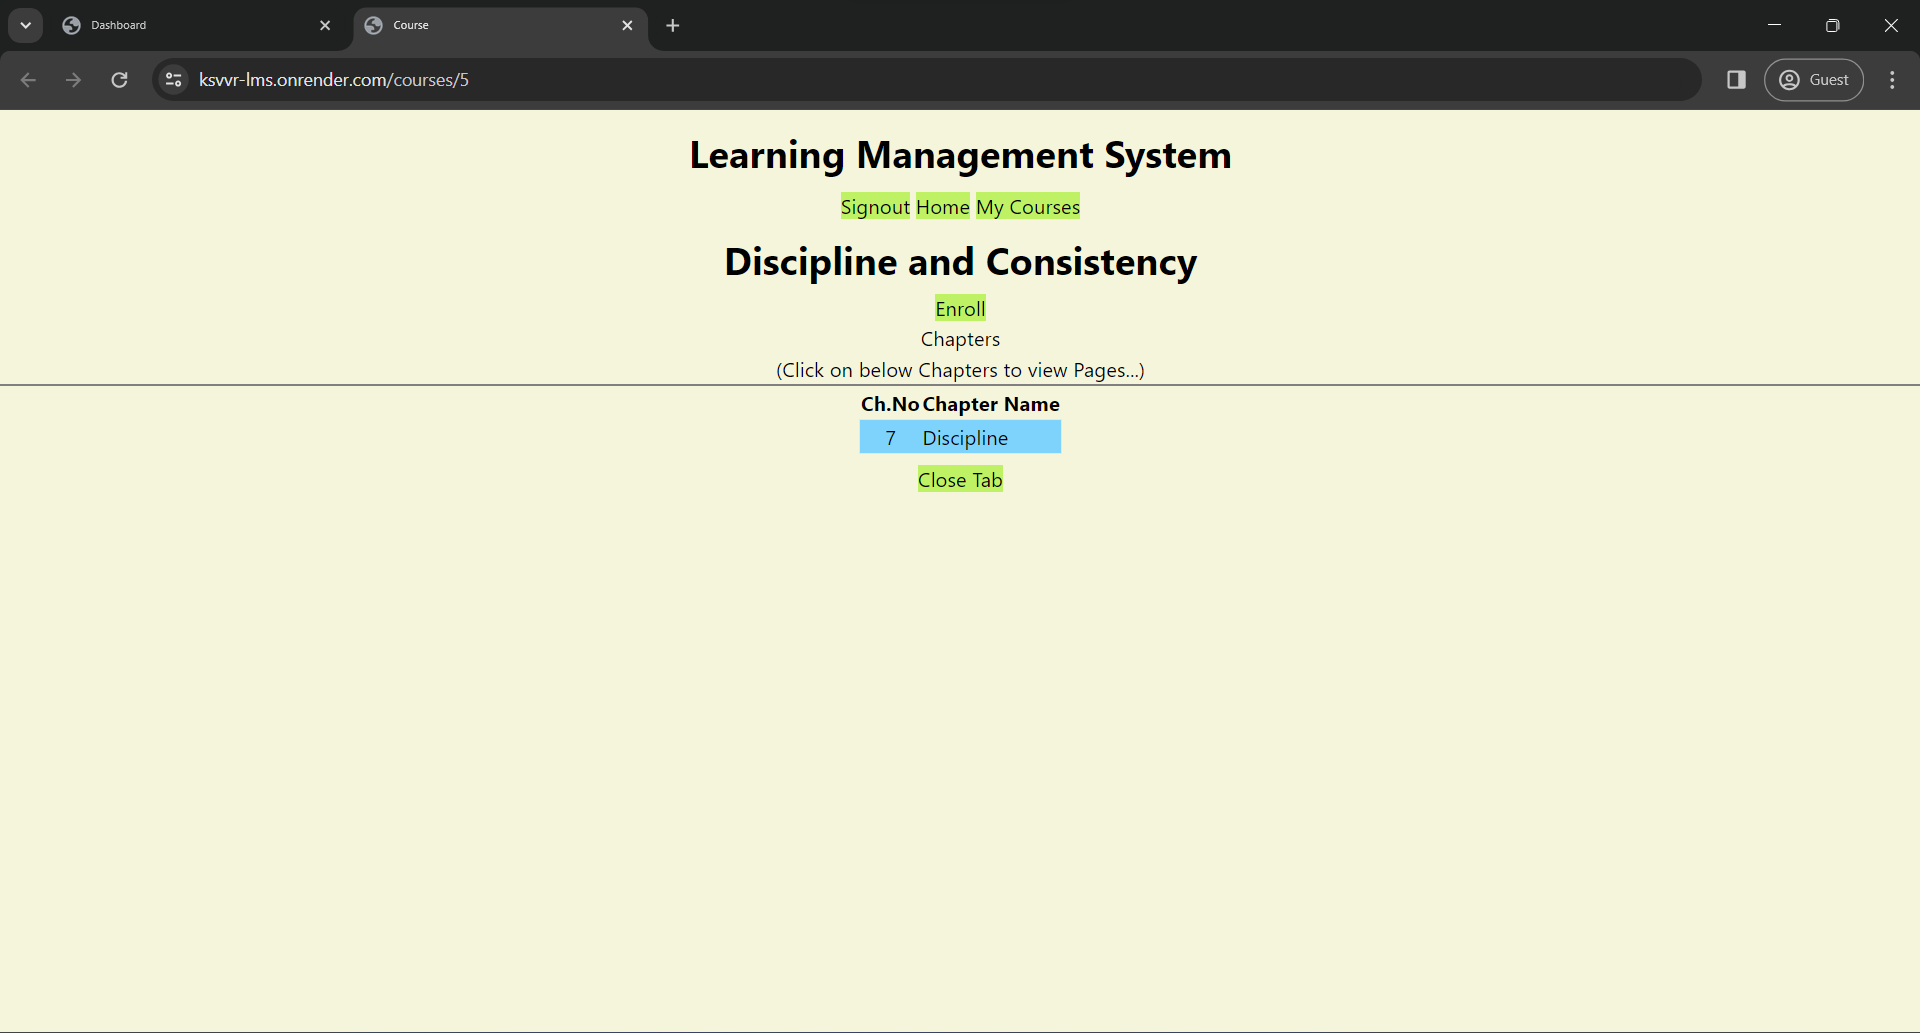 Dashboard
Course
ksvvr-lms.onrender.com/courses/5
Guest
Learning Management System
Signout Home My Courses
Discipline and Consistency
Enroll
Chapters
(Click on below Chapters to view Pages...)
Ch.No Chapter Name
7 Discipline
Close Tab